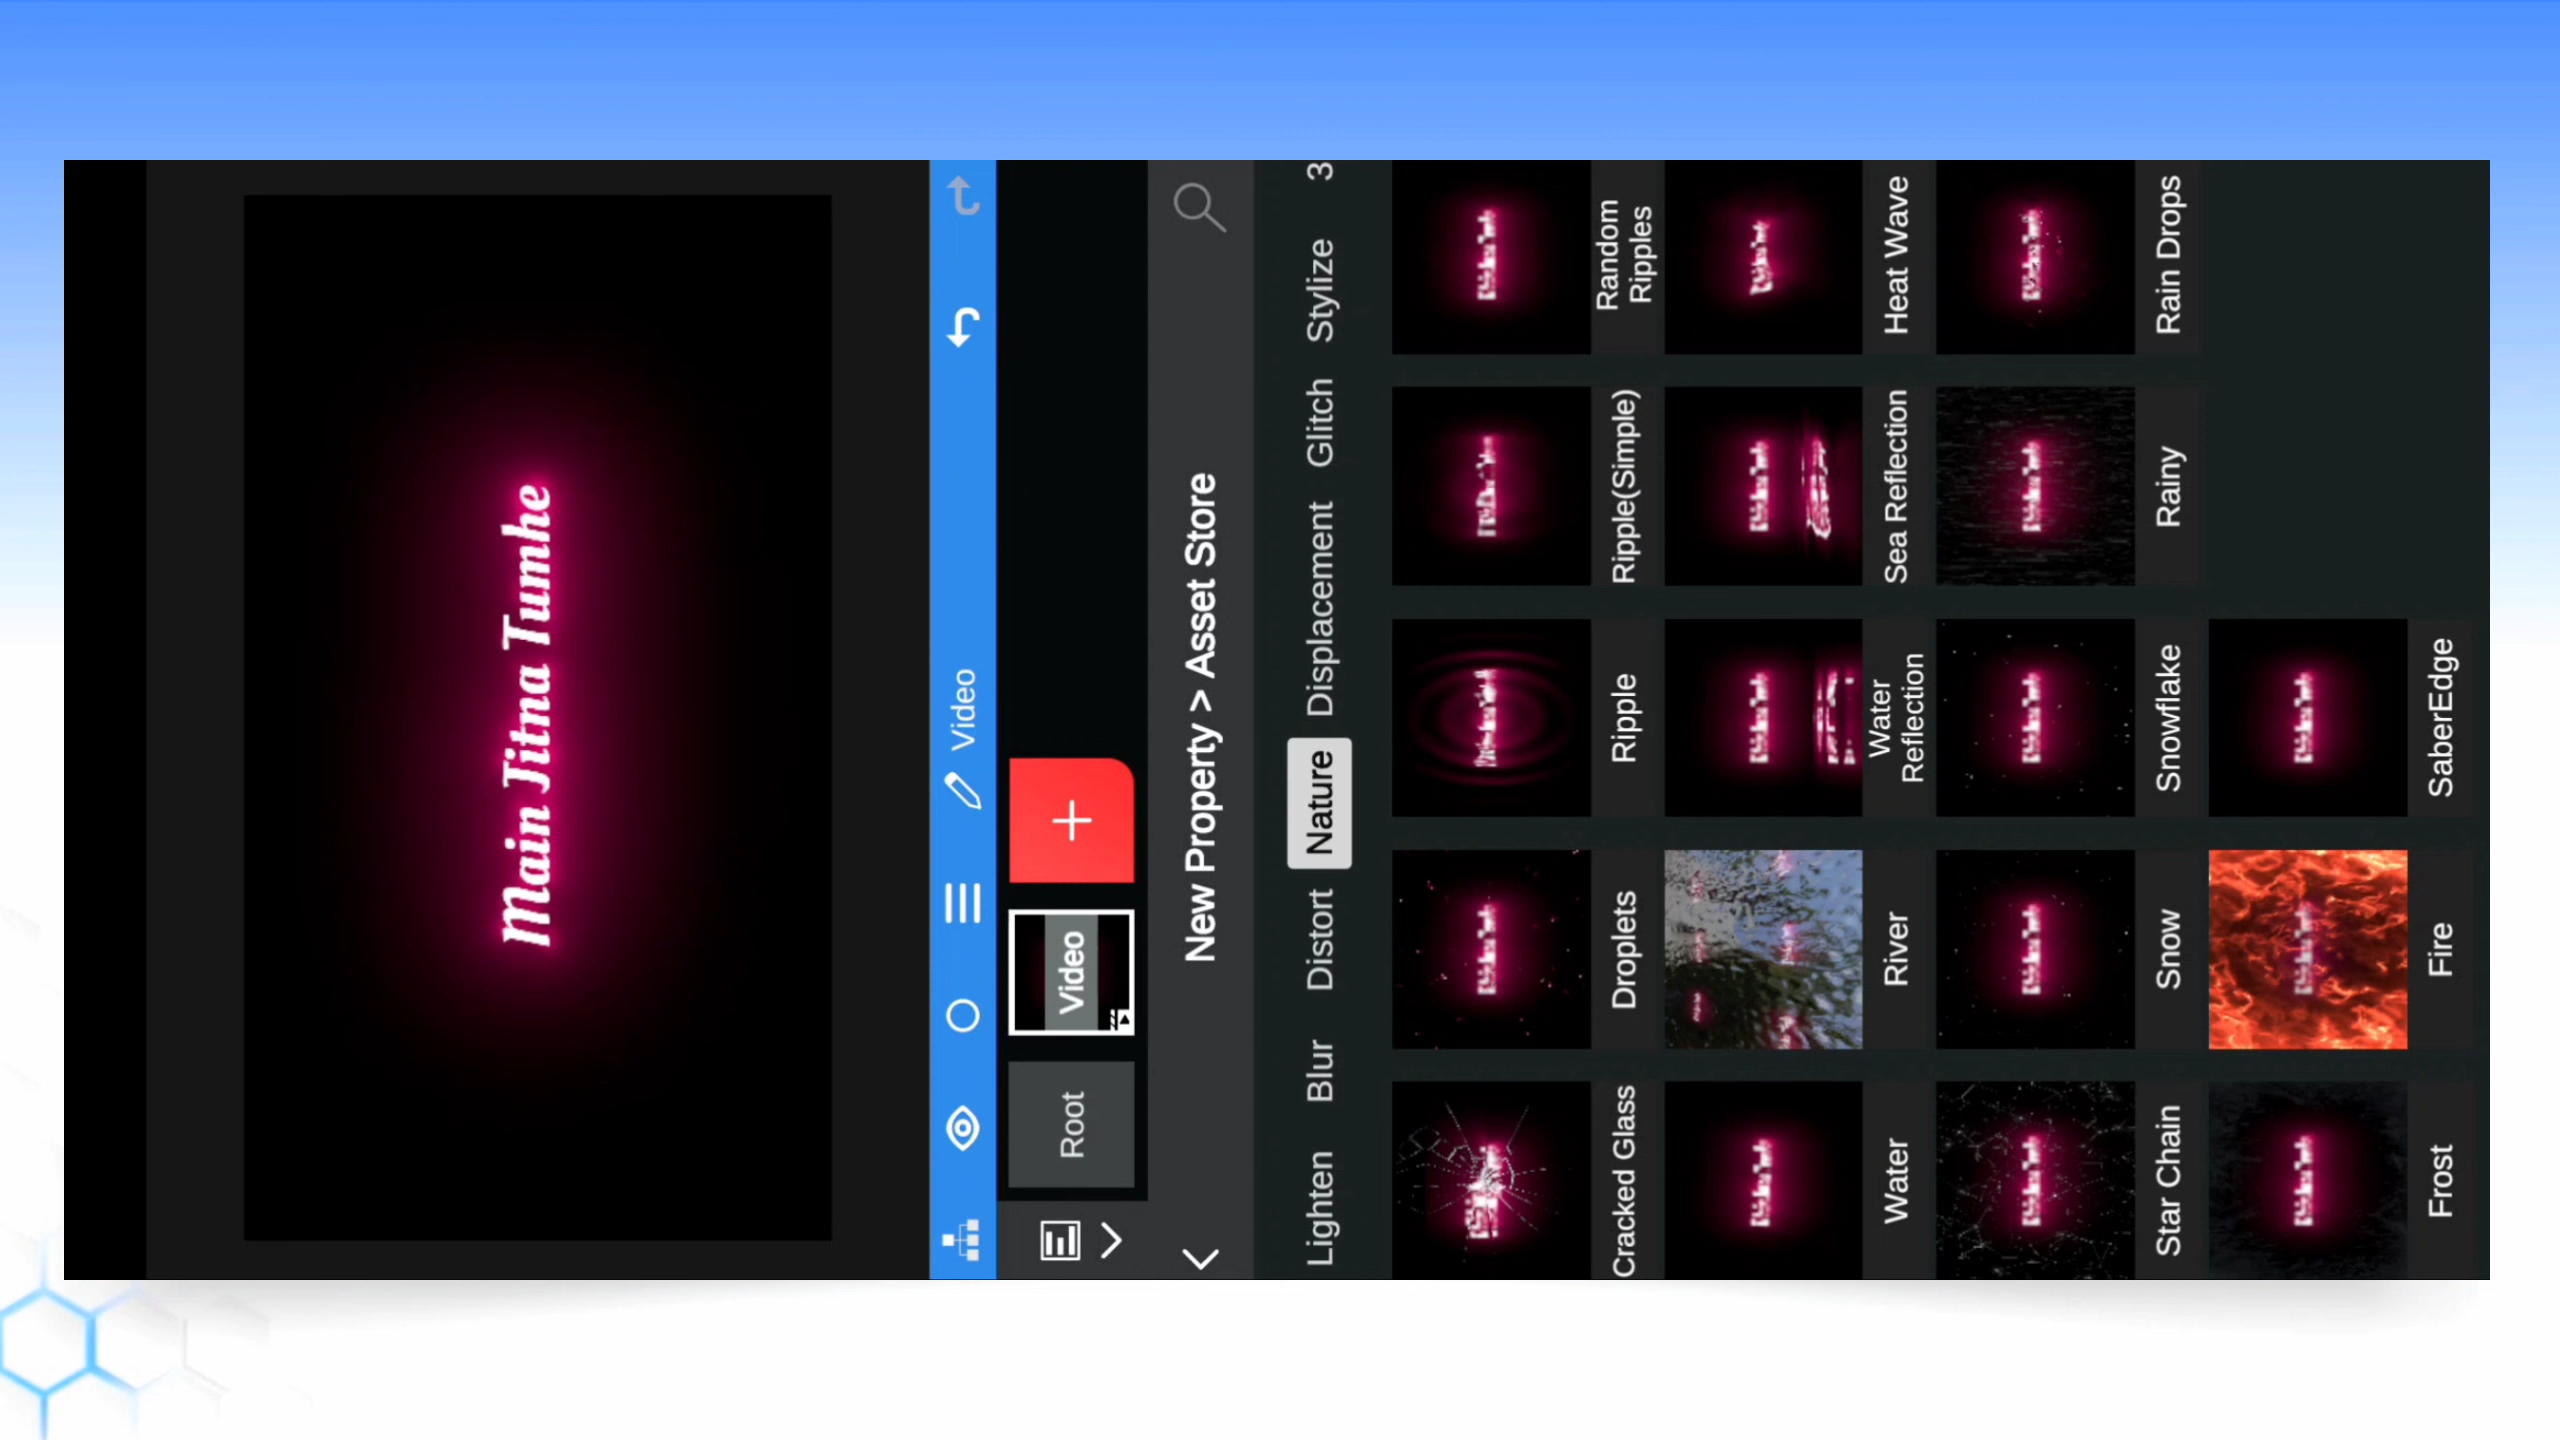 Main Jitna Tumhe
Video
Root
Video
New Property > Asset Store
Lighten
Blur
Distort
Nature
Displacement
Glitch
Stylize
3
Cracked Glass
Droplets
Ripple
Ripple(Simple)
Random
Ripples
Water
River
Water
Reflection
Sea Reflection
Heat Wave
Star Chain
Snow
Snowflake
Rainy
Rain Drops
Frost
Fire
SaberEdge